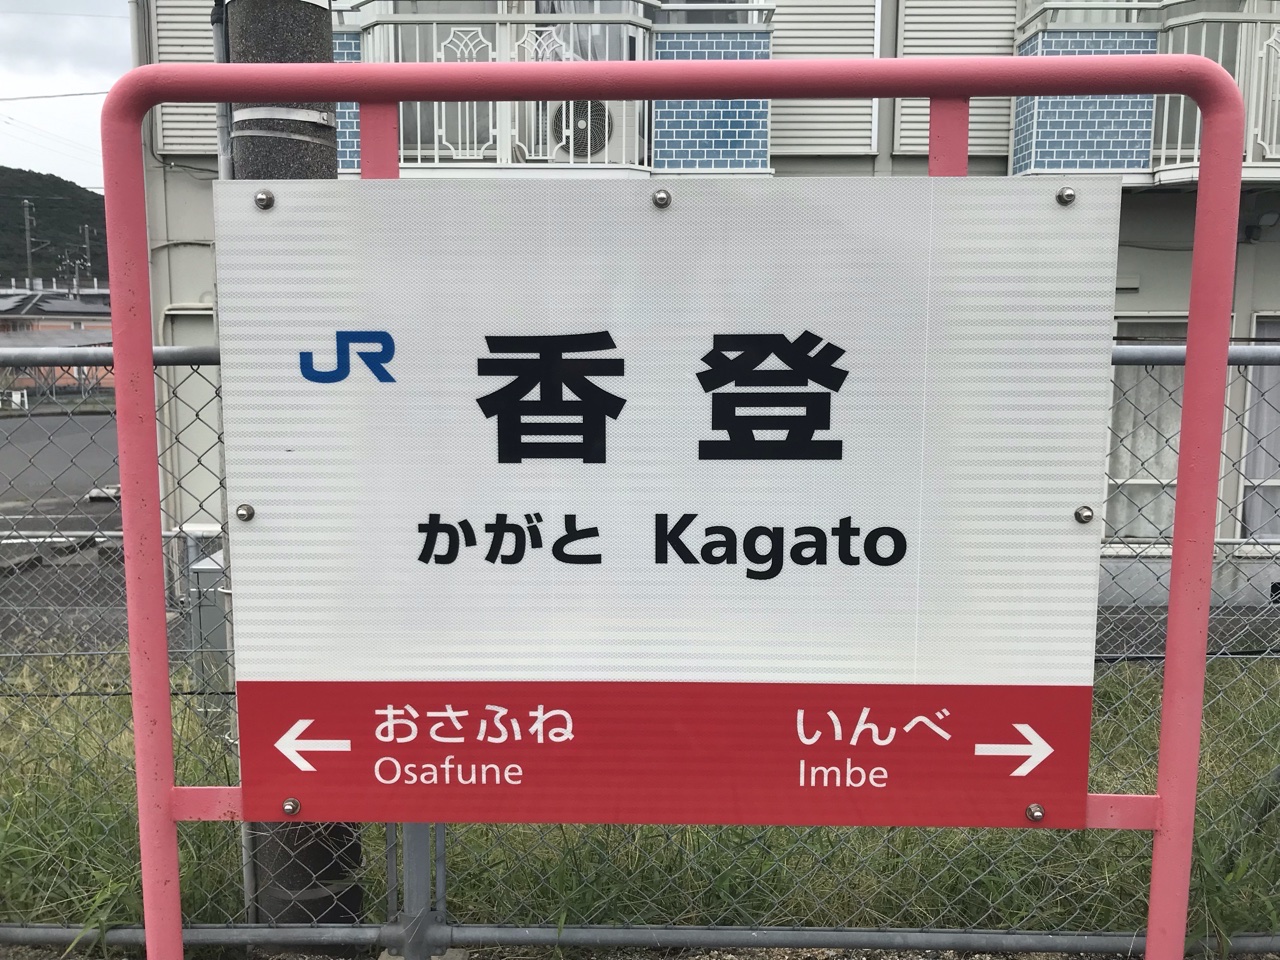 JR 香登
かがと Kagato
おさふね いんべ
Osafune Imbe